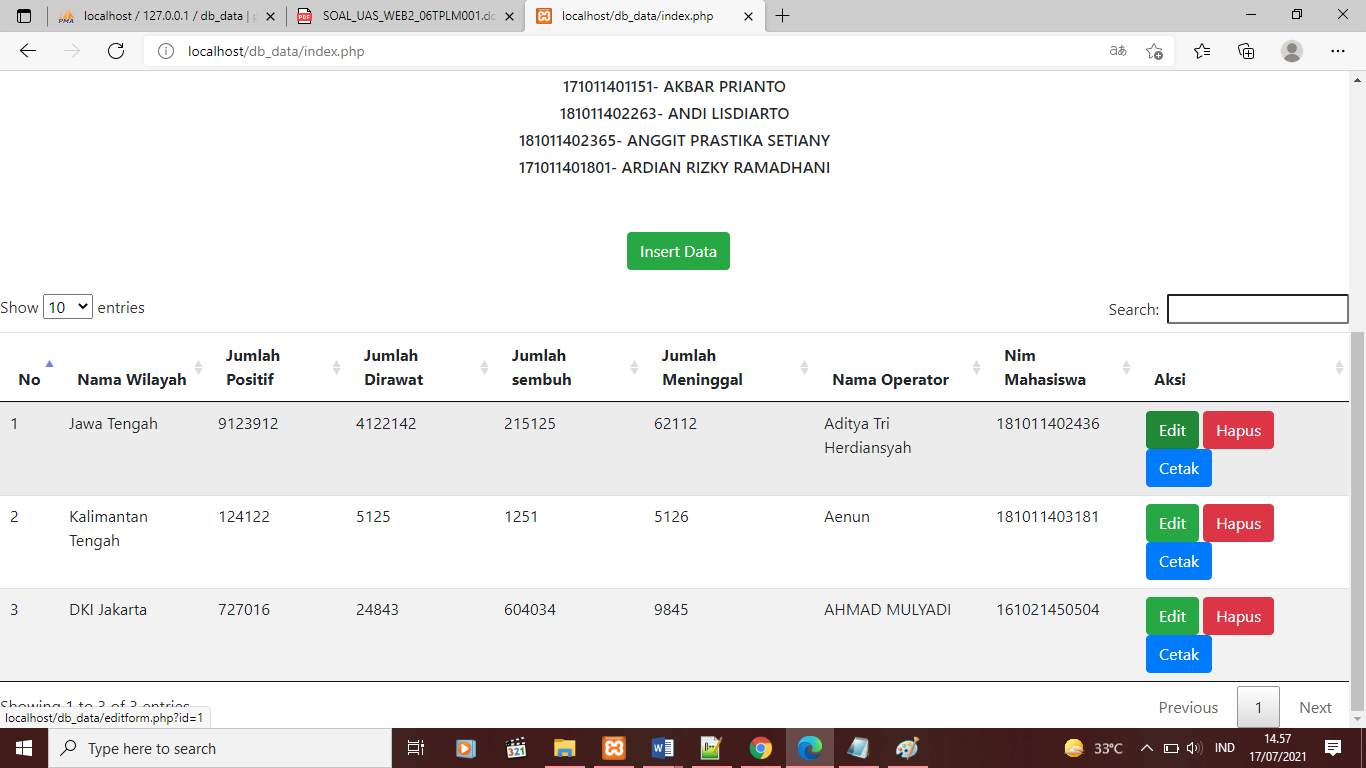 localhost / 127.0.0.1 / db_data |
SOAL_UAS_WEB2_06TPLM001.do
localhost/db_data/index.php
localhost/db_data/index.php
171011401151- AKBAR PRIANTO
181011402263- ANDI LISDIARTO
181011402365- ANGGIT PRASTIKA SETIANY
171011401801- ARDIAN RIZKY RAMADHANI
Insert Data
Show 10 entries
Search:
No
Nama Wilayah
Jumlah
Positif
Jumlah
Dirawat
Jumlah
sembuh
Jumlah
Meninggal
Nama Operator
Nim
Mahasiswa
Aksi
1
Jawa Tengah
9123912
4122142
215125
62112
Aditya Tri
Herdiansyah
181011402436
Edit
Hapus
Cetak
2
Kalimantan
Tengah
124122
5125
1251
5126
Aenun
181011403181
Edit
Hapus
Cetak
3
DKI Jakarta
727016
24843
604034
9845
AHMAD MULYADI
161021450504
Edit
Hapus
Cetak
Showing 1 to 3 of 3 entries
Previous
1
Next
localhost/db_data/editform.php?id=1
Type here to search
33°C
IND
14.57
17/07/2021